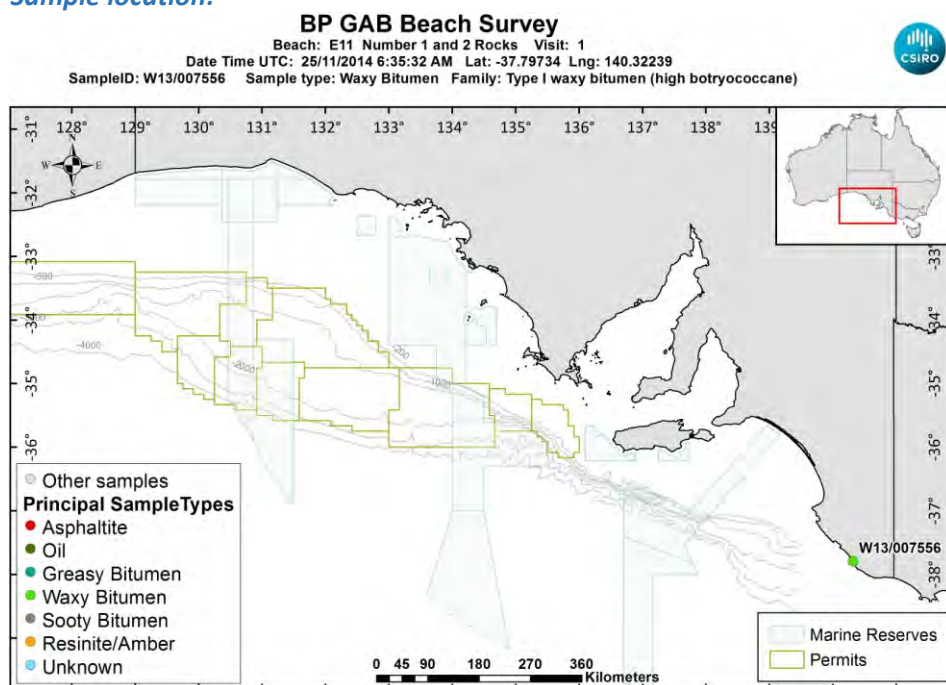 Sample location:
BP GAB Beach Survey
Beach: E11 Number 1 and 2 Rocks Visit: 1
Date Time UTC: 25/11/2014 6:35:32 AM Lat: -37.79734 Lng: 140.32239
SampleID: W13/007556 Sample type: Waxy Bitumen Family: Type I waxy bitumen (high botryococcane)
CSIRO
128° 129° 130° 131° 132° 133° 134° 135° 136° 137° 138° 139
-31°
-32°
-33°
-34°
-35°
-36°
-37°
-38°
N
W E
S
-4000
-2000
-200
-1000
-33°
-34°
-35°
-36°
-37°
-38°
W13/007556
Other samples
Principal SampleTypes
Asphaltite
Oil
Greasy Bitumen
Waxy Bitumen
Sooty Bitumen
Resinite/Amber
Unknown
0 45 90 180 270 360
Kilometers
Marine Reserves
Permits